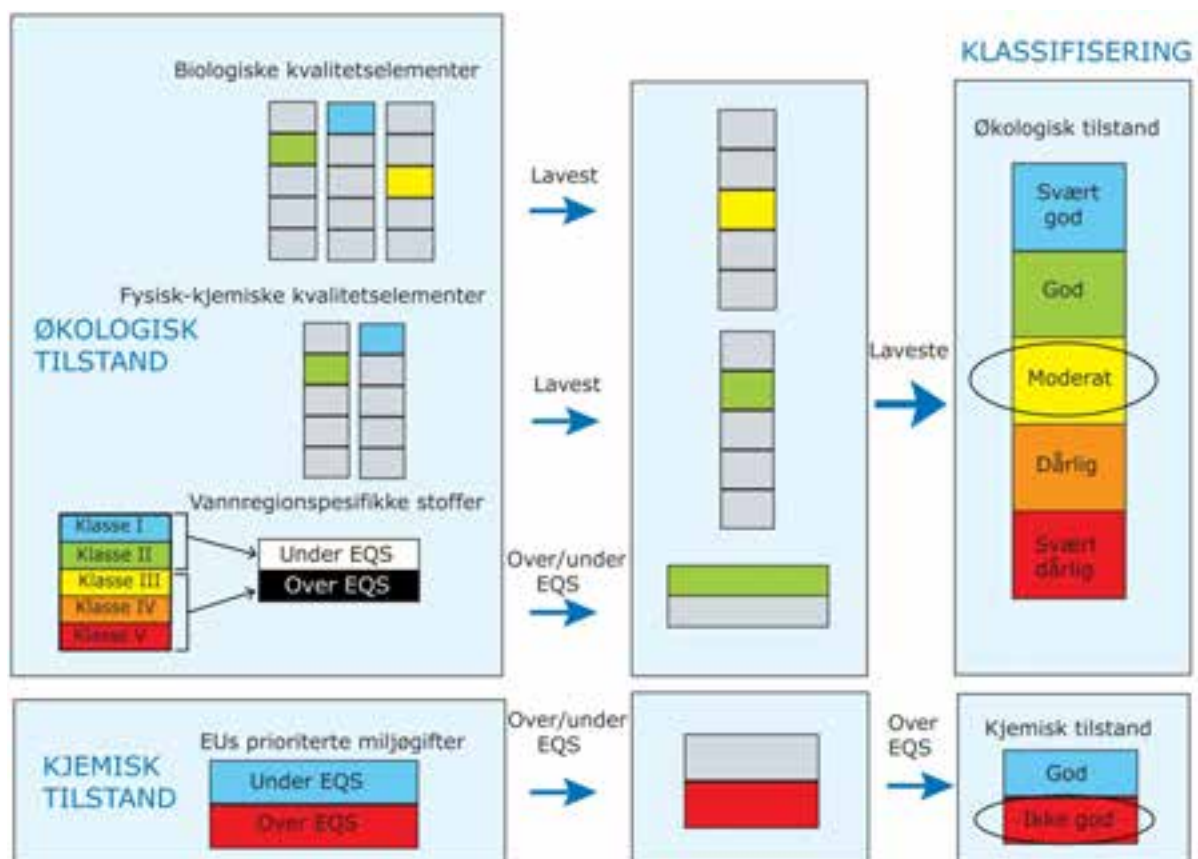 KLASSIFISERING
Biologiske kvalitetselementer
Lavest
Fysisk-kjemiske kvalitetselementer
ØKOLOGISK
TILSTAND
Lavest
Vannregionspesifikke stoffer
Klasse I
Klasse II
Klasse III
Klasse IV
Klasse V
Under EQS
Over EQS
Over/under
EQS
Laveste
Økologisk tilstand
Svært
god
God
Moderat
Dårlig
Svært
dårlig
KJEMISK
TILSTAND
EUs prioriterte miljøgifter
Under EQS
Over EQS
Over/under
EQS
Over
EQS
Kjemisk tilstand
God
Ikke god